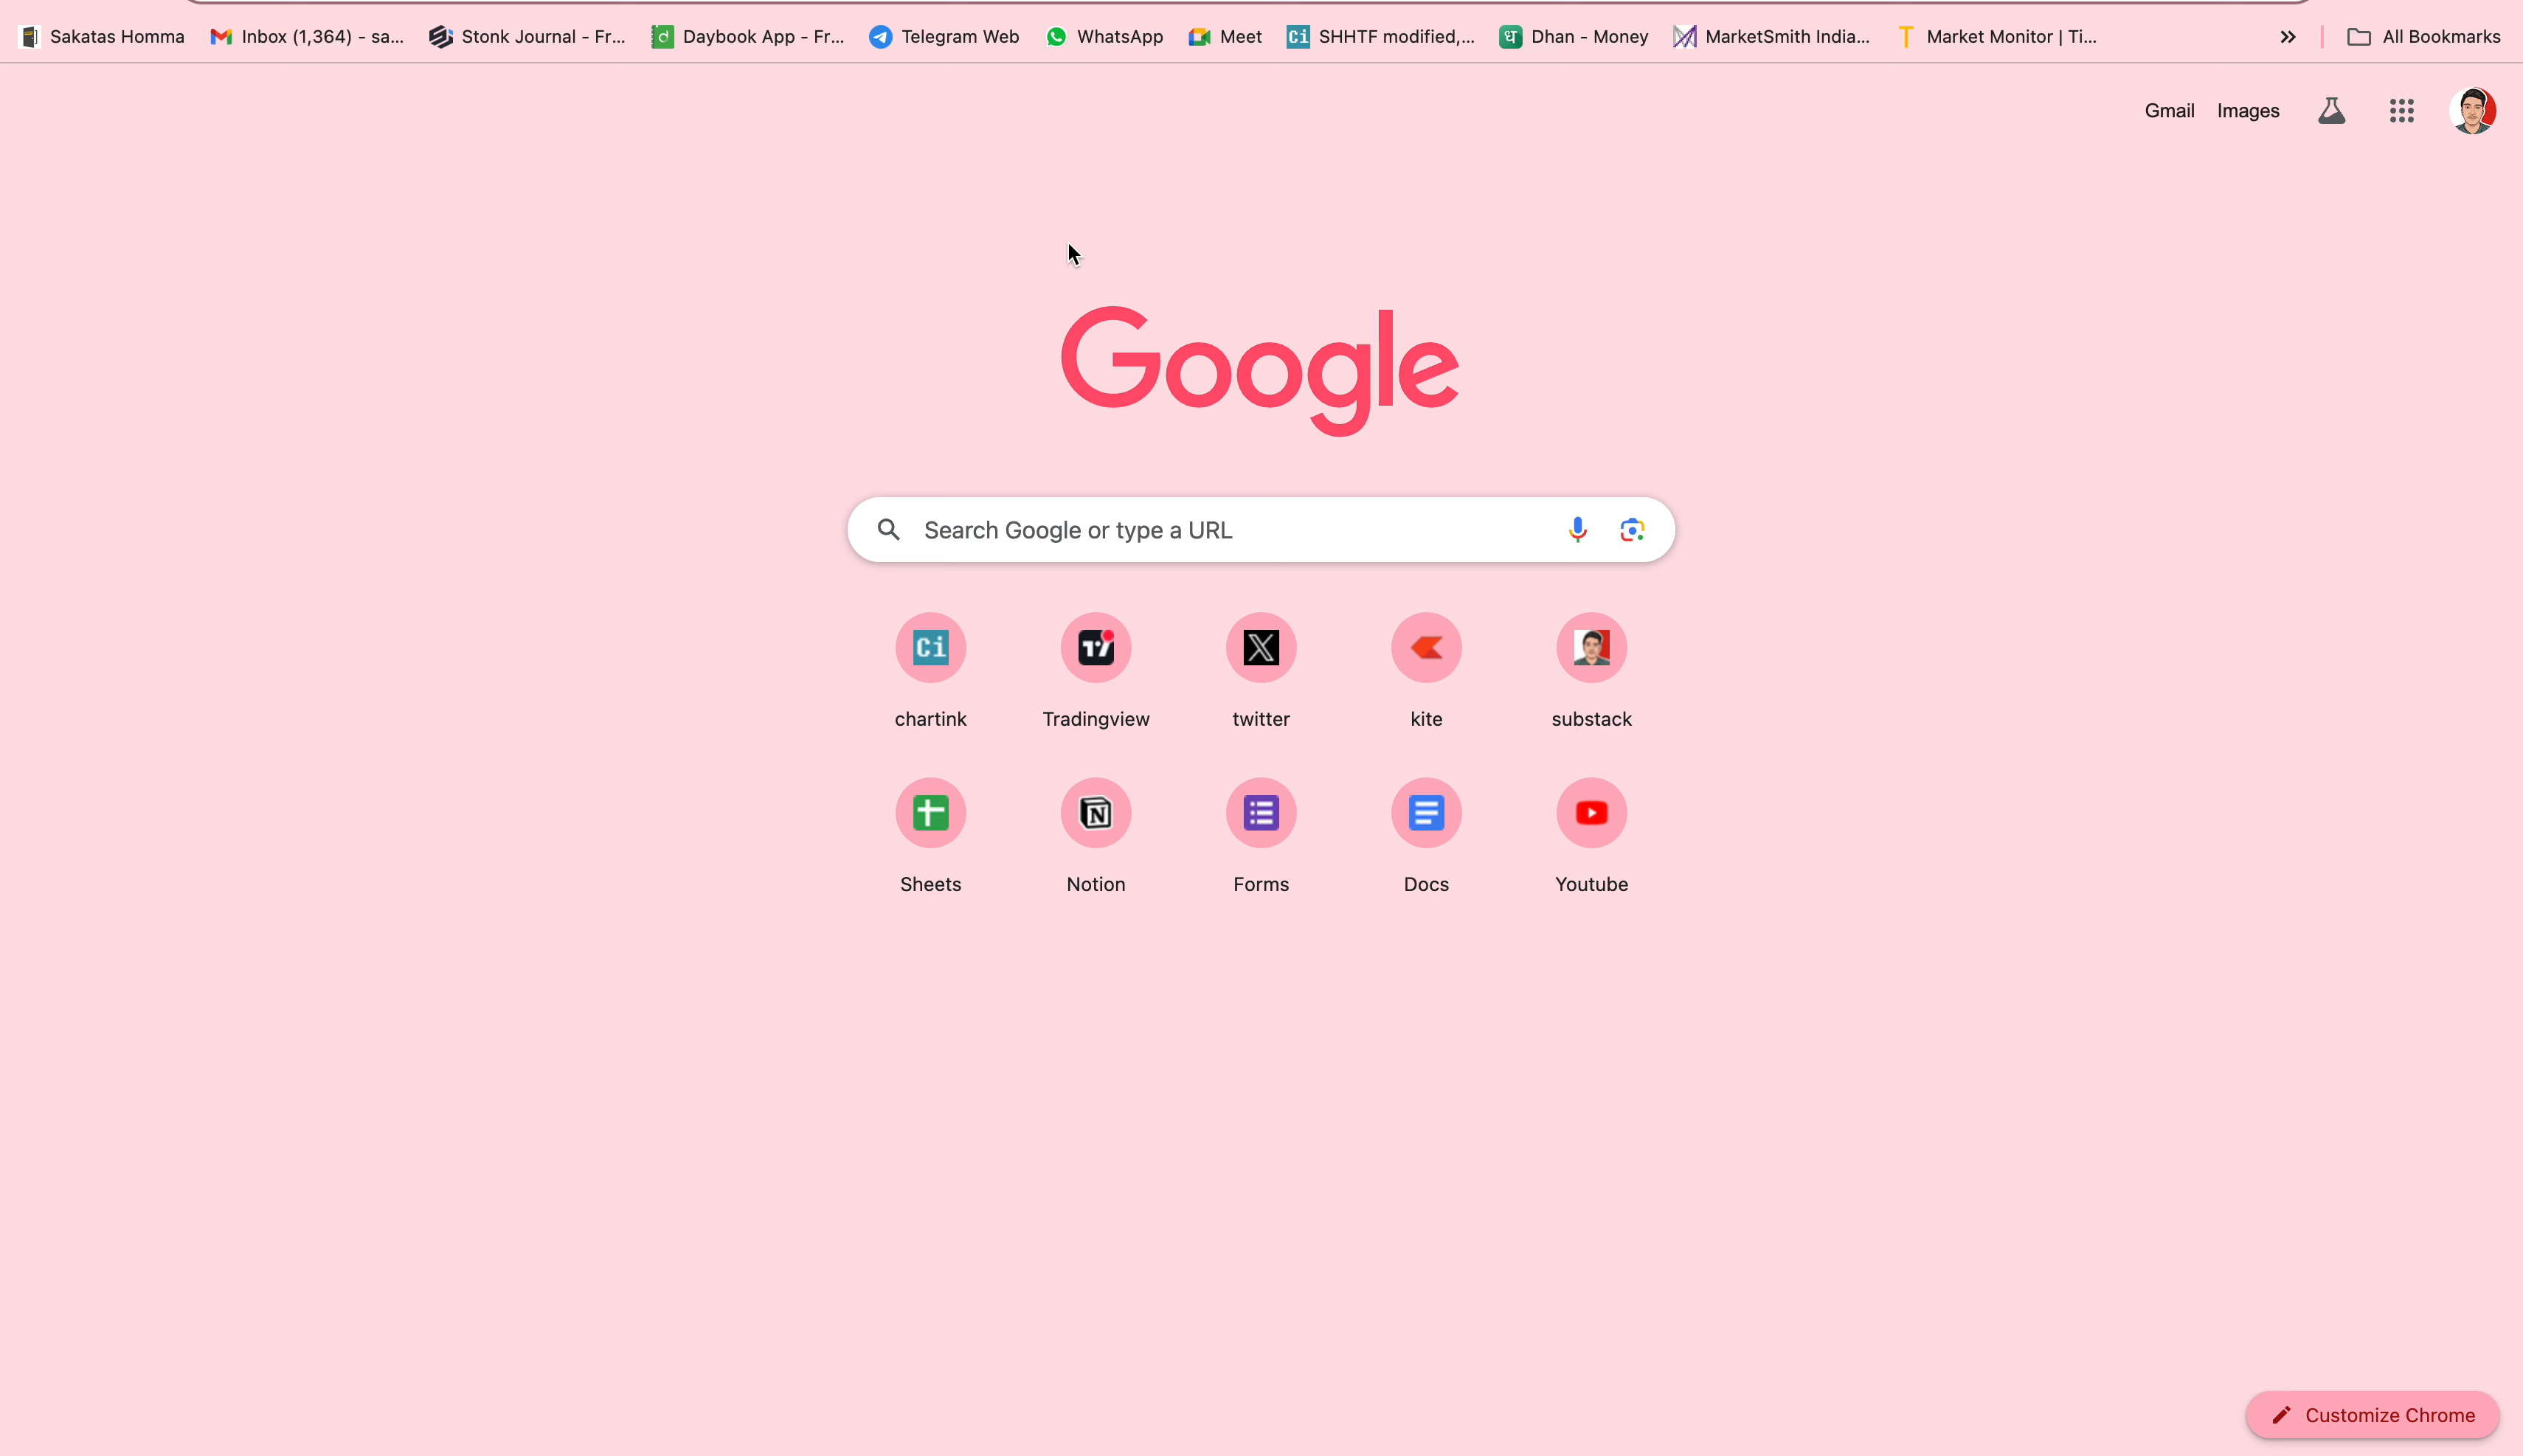 Sakatas Homma Inbox (1,364) - sa... Stonk Journal - Fr... Daybook App - Fr... Telegram Web WhatsApp Meet Ci SHHTF modified,... धा Dhan - Money MarketSmith India... T Market Monitor | Ti... All Bookmarks
Gmail Images
Google
Search Google or type a URL
Ci
chartink Tradingview twitter kite substack
Sheets Notion Forms Docs Youtube
Customize Chrome